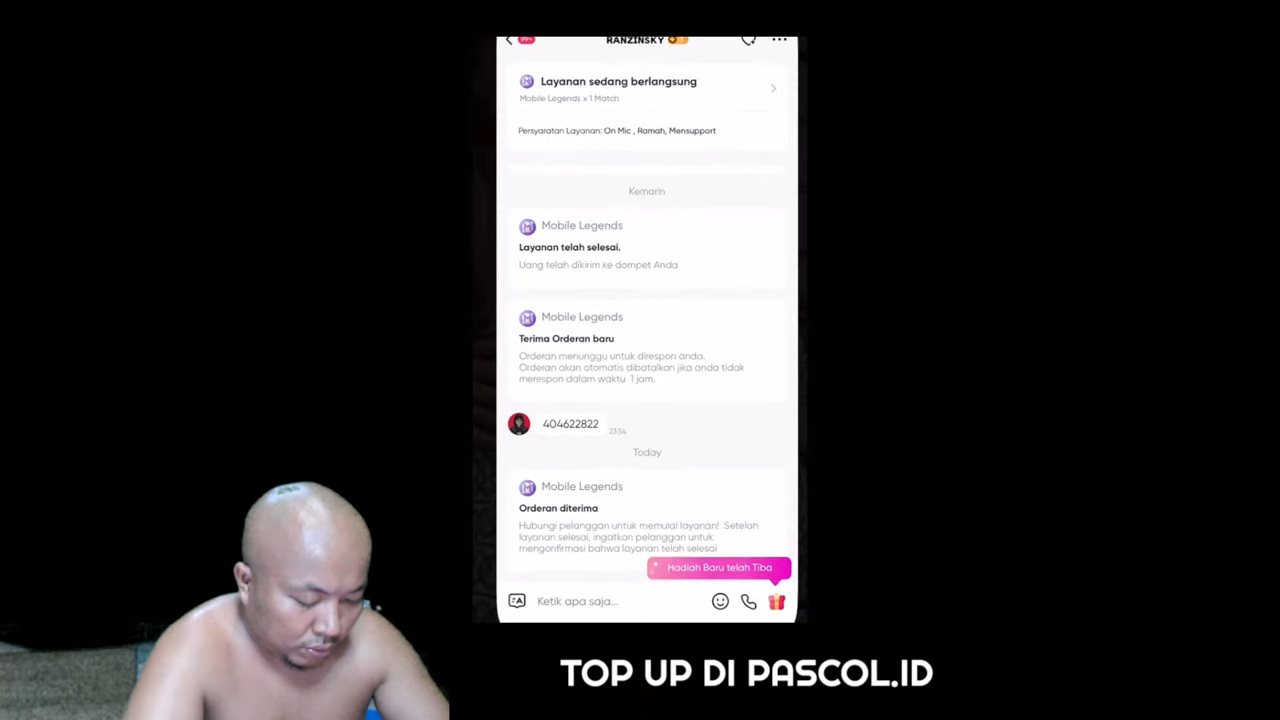 99+
RANZINSKY
Layanan sedang berlangsung
Mobile Legends x 1 Match
Persyaratan Layanan: On Mic , Ramah, Mensupport
Kemarin
Mobile Legends
Layanan telah selesai.
Uang telah dikirim ke dompet Anda
Mobile Legends
Terima Orderan baru
Orderan menunggu untuk direspon anda.
Orderan akan otomatis dibatalkan jika anda tidak
merespon dalam waktu 1 jam.
404622822
23:54
Today
Mobile Legends
Orderan diterima
Hubungi pelanggan untuk memulai layanan! Setelah
layanan selesai, ingatkan pelanggan untuk
mengonfirmasi bahwa layanan telah selesai
Hadiah Baru telah Tiba
Ketik apa saja...
TOP UP DI PASCOL.ID